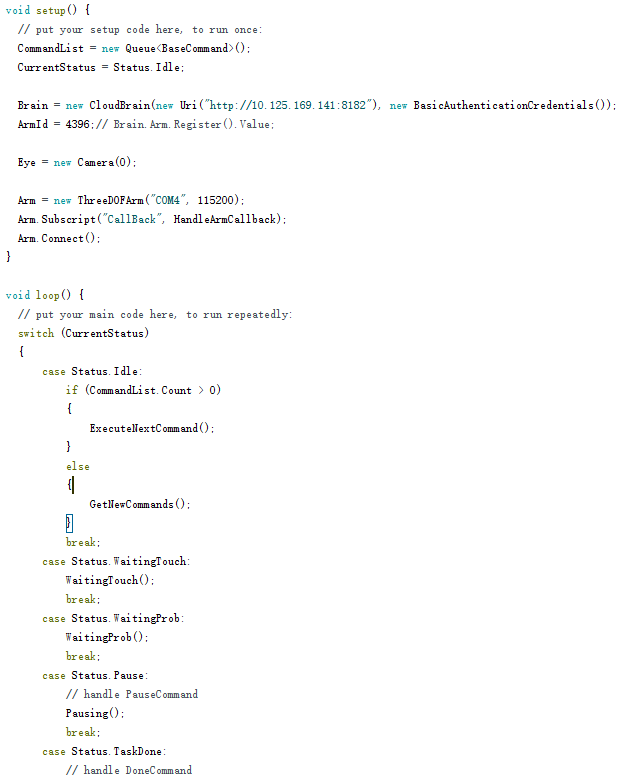 void setup() {
  // put your setup code here, to run once:
  CommandList = new Queue<BaseCommand>();
  CurrentStatus = Status.Idle;

  Brain = new CloudBrain(new Uri("http://10.125.169.141:8182"), new BasicAuthenticationCredentials());
  ArmId = 4396;// Brain.Arm.Register().Value;

  Eye = new Camera(0);

  Arm = new ThreeDOFArm("COM4", 115200);
  Arm.Subscript("CallBack", HandleArmCallback);
  Arm.Connect();
}

void loop() {
  // put your main code here, to run repeatedly:
  switch (CurrentStatus)
  {
      case Status.Idle:
          if (CommandList.Count > 0)
          {
              ExecuteNextCommand();
          }
          else
          {
              GetNewCommands();
          }
          break;
      case Status.WaitingTouch:
          WaitingTouch();
          break;
      case Status.WaitingProb:
          WaitingProb();
          break;
      case Status.Pause:
          // handle PauseCommand
          Pausing();
          break;
      case Status.TaskDone:
          // handle DoneCommand